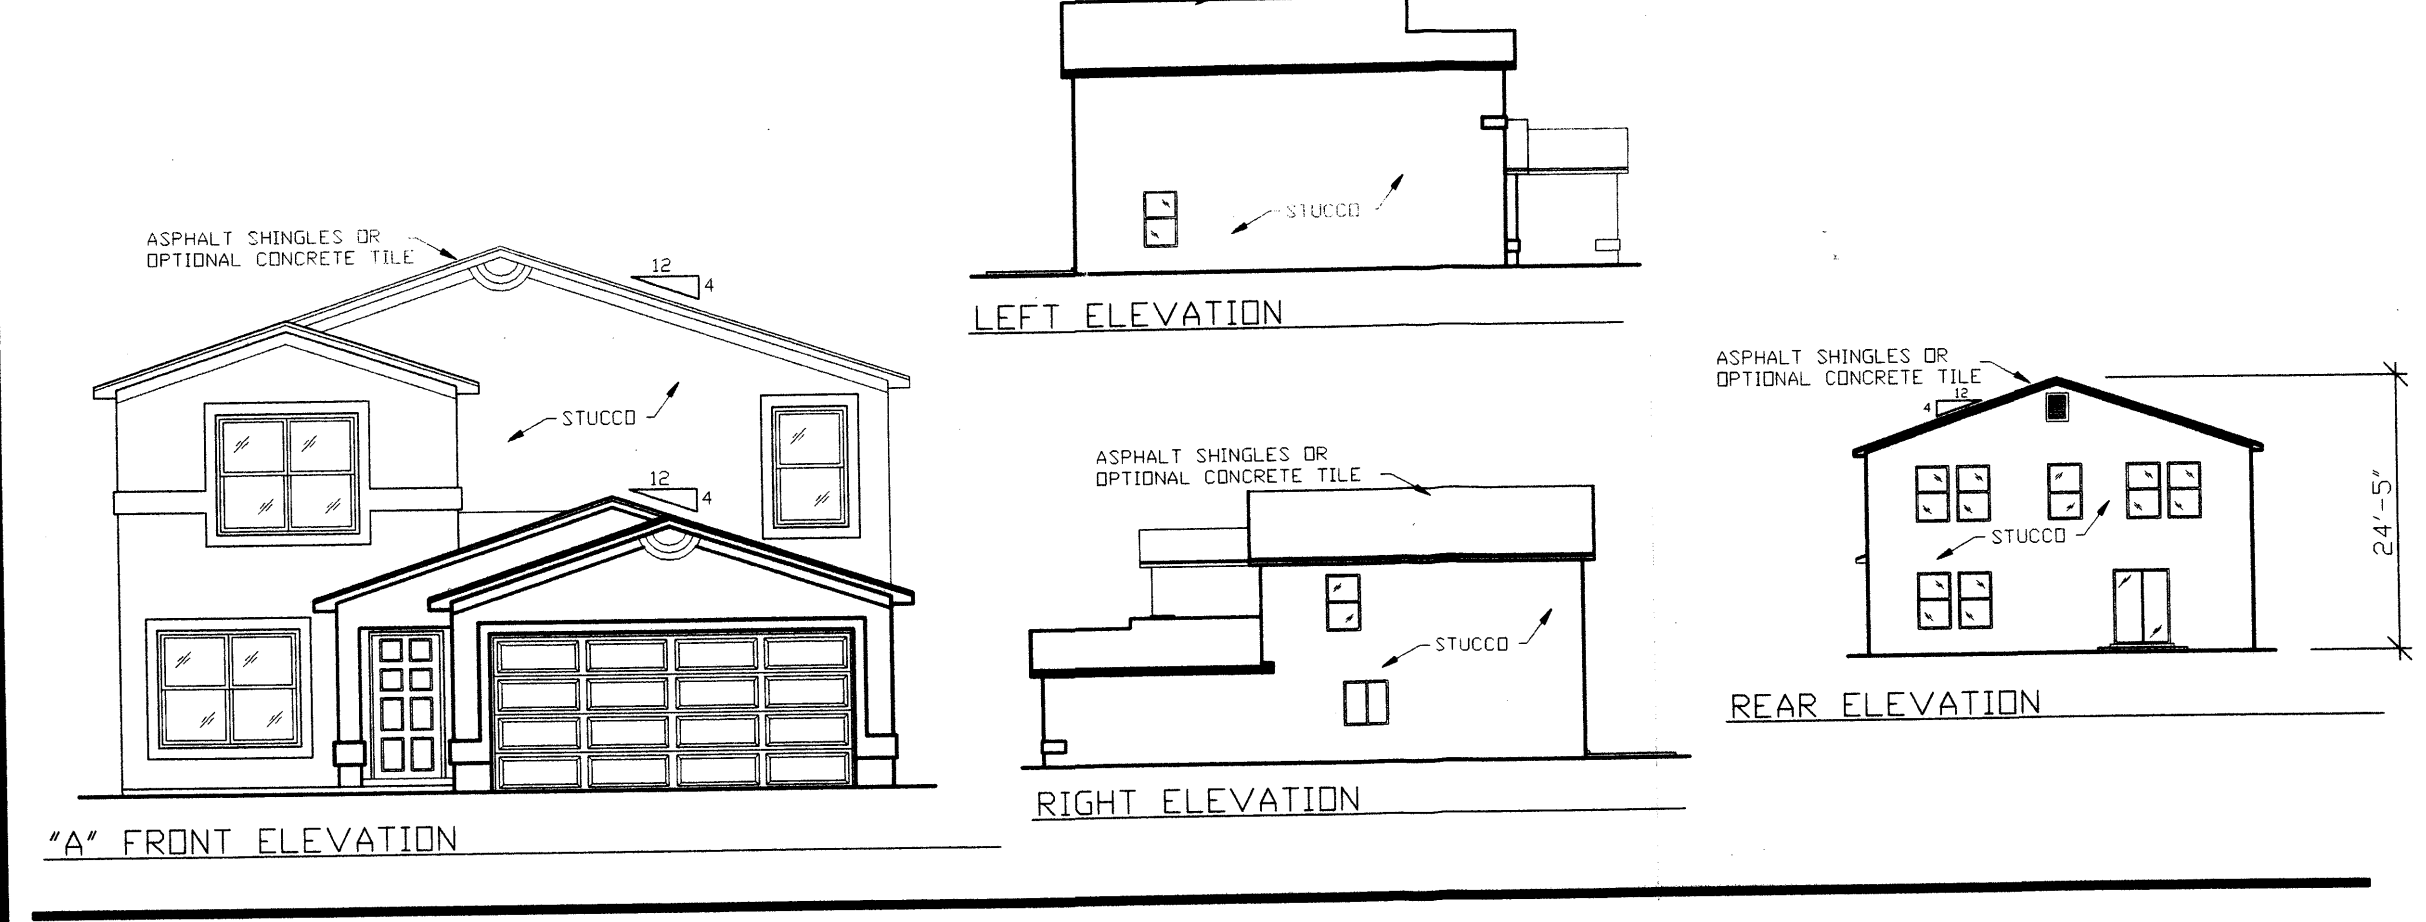 ASPHALT SHINGLES OR
OPTIONAL CONCRETE TILE
12
4
STUCCO
12
4
"A" FRONT ELEVATION
STUCCO
LEFT ELEVATION
ASPHALT SHINGLES OR
OPTIONAL CONCRETE TILE
STUCCO
RIGHT ELEVATION
ASPHALT SHINGLES OR
OPTIONAL CONCRETE TILE
12
4
STUCCO
24'-5"
REAR ELEVATION